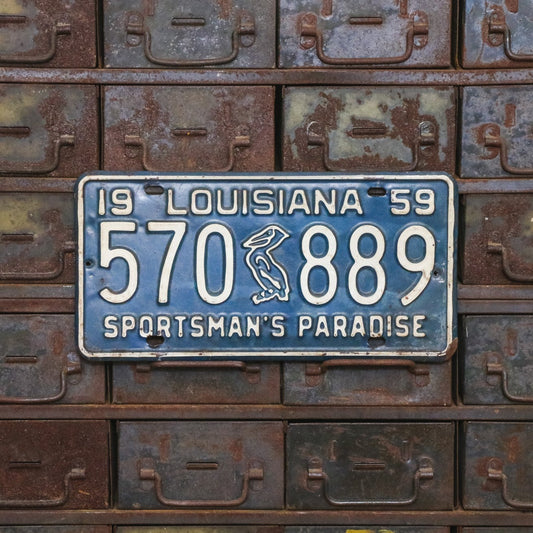 19 LOUISIANA 59
570 889
SPORTSMAN'S PARADISE